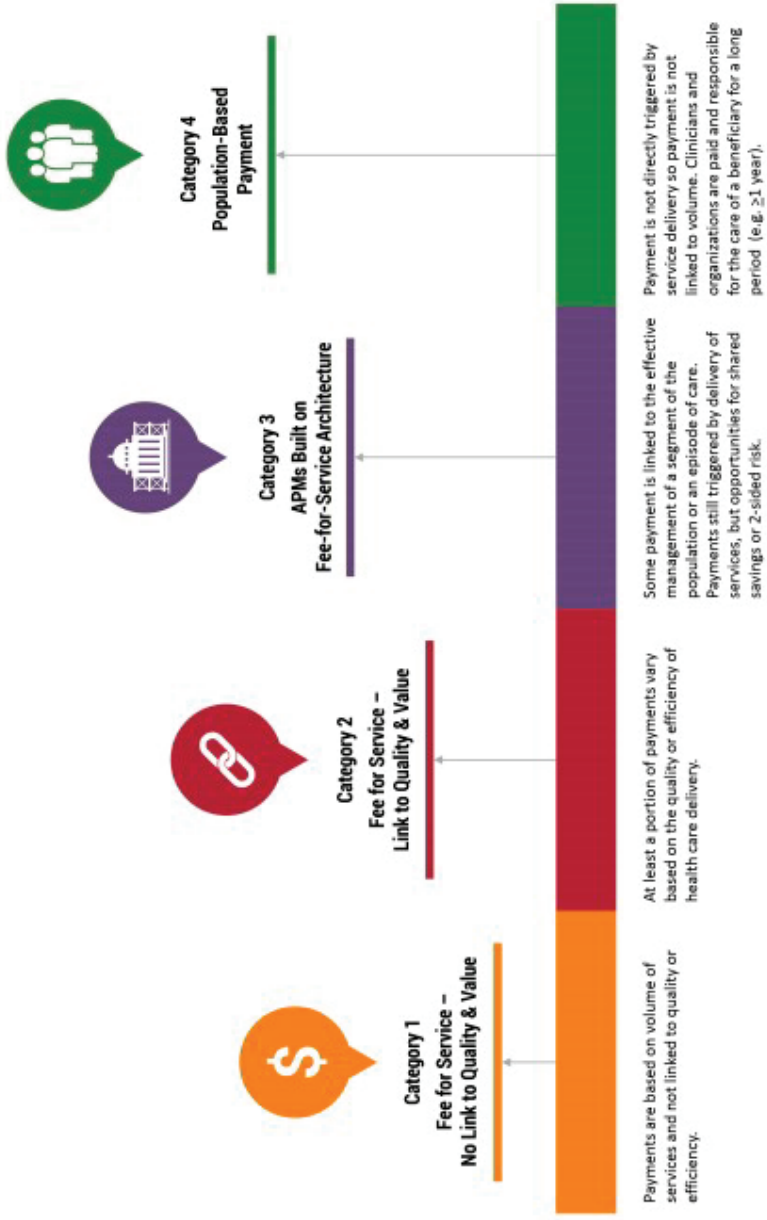 $
Category 1
Fee for Service –
No Link to Quality & Value
Payments are based on volume of
services and not linked to quality or
efficiency.
Category 2
Fee for Service –
Link to Quality & Value
At least a portion of payments vary
based on the quality or efficiency of
health care delivery.
Category 3
APMs Built on
Fee-for-Service Architecture
Some payment is linked to the effective
management of a segment of the
population or an episode of care.
Payments still triggered by delivery of
services, but opportunities for shared
savings or 2-sided risk.
Category 4
Population-Based
Payment
Payment is not directly triggered by
service delivery so payment is not
linked to volume. Clinicians and
organizations are paid and responsible
for the care of a beneficiary for a long
period (e.g. ≥1 year).